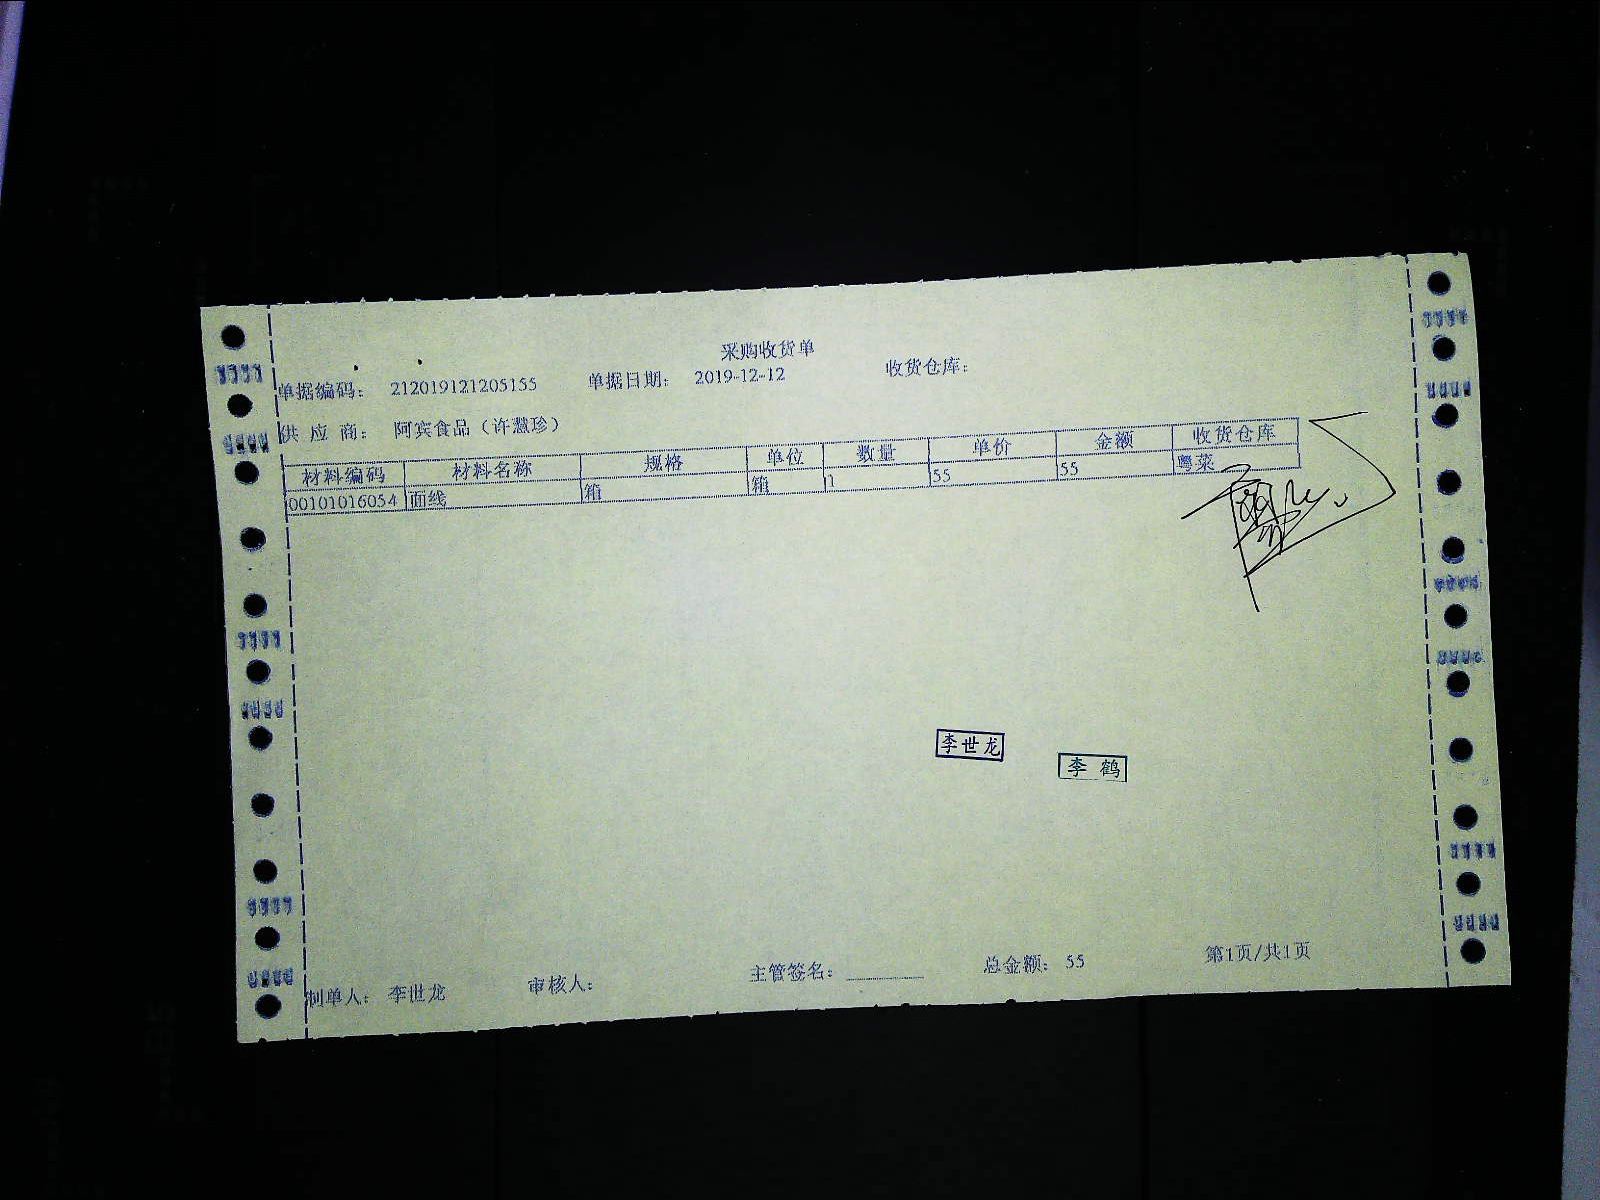 采购收货单
单据编码： 212019121205155 单据日期： 2019-12-12 收货仓库：
供 应 商： 阿宾食品（许慧珍）
材料编码 材料名称 规格 单位 数量 单价 金额 收货仓库
00101016054 面线 箱 箱 1 55 55 粤菜
李世龙
李 鹤
制单人： 李世龙 审核人： 主管签名： 总金额： 55 第1页/共1页